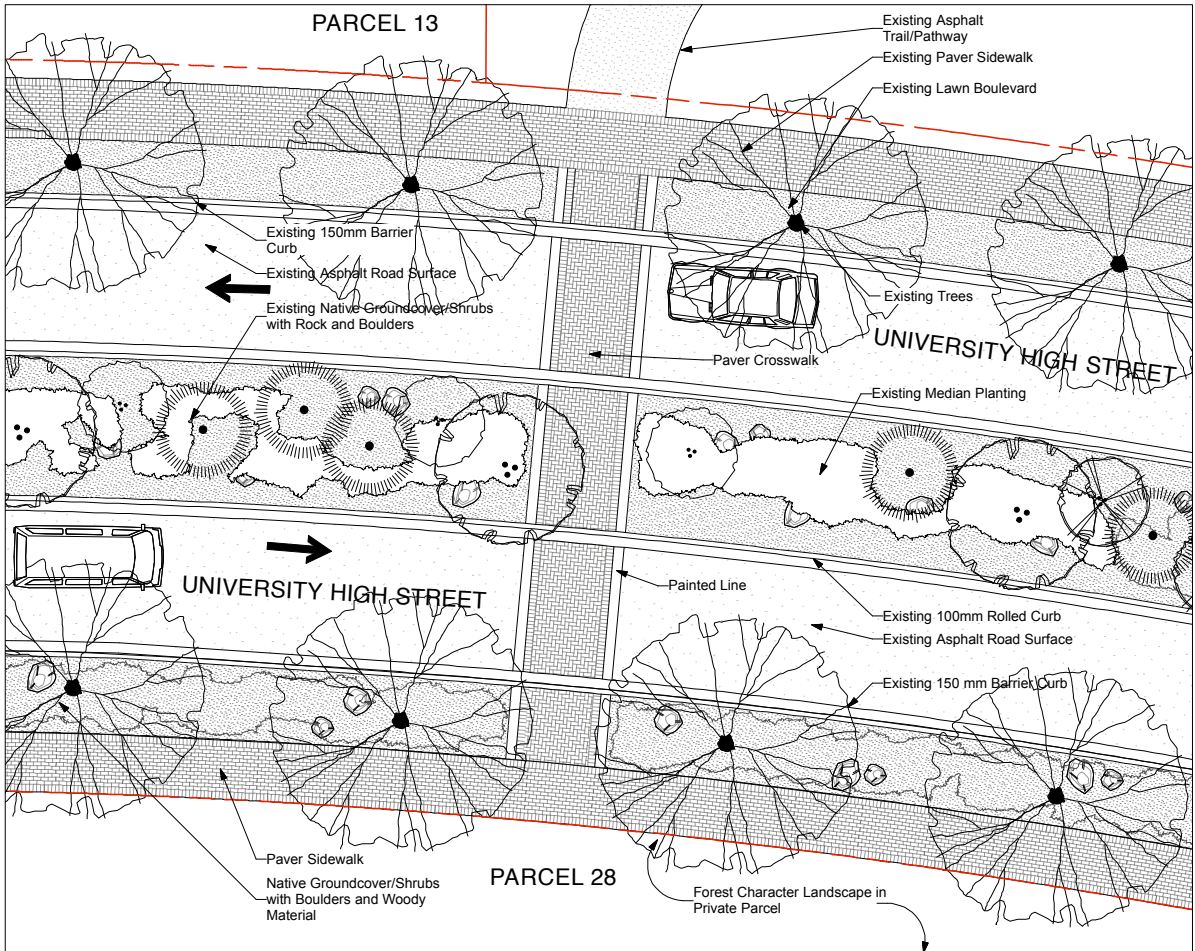 PARCEL 13
Existing Asphalt
Trail/Pathway
Existing Paver Sidewalk
Existing Lawn Boulevard
Existing 150mm Barrier
Curb
Existing Asphalt Road Surface
Existing Native Groundcover/Shrubs
with Rock and Boulders
Existing Trees
UNIVERSITY HIGH STREET
Paver Crosswalk
Existing Median Planting
UNIVERSITY HIGH STREET
Painted Line
Existing 100mm Rolled Curb
Existing Asphalt Road Surface
Existing 150 mm Barrier Curb
Paver Sidewalk
Native Groundcover/Shrubs
with Boulders and Woody
Material
PARCEL 28
Forest Character Landscape in
Private Parcel